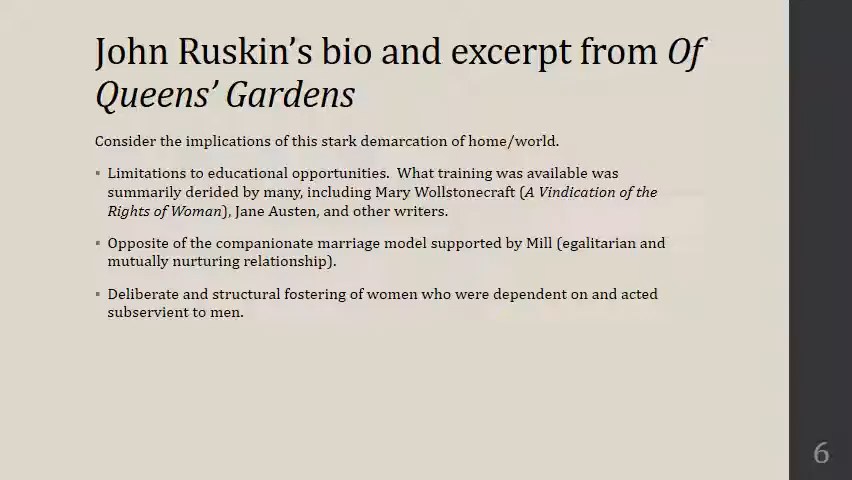 John Ruskin’s bio and excerpt from Of
Queens’ Gardens
Consider the implications of this stark demarcation of home/world.
▪ Limitations to educational opportunities.  What training was available was
summarily derided by many, including Mary Wollstonecraft (A Vindication of the
Rights of Woman), Jane Austen, and other writers.
▪ Opposite of the companionate marriage model supported by Mill (egalitarian and
mutually nurturing relationship).
▪ Deliberate and structural fostering of women who were dependent on and acted
subservient to men.
6